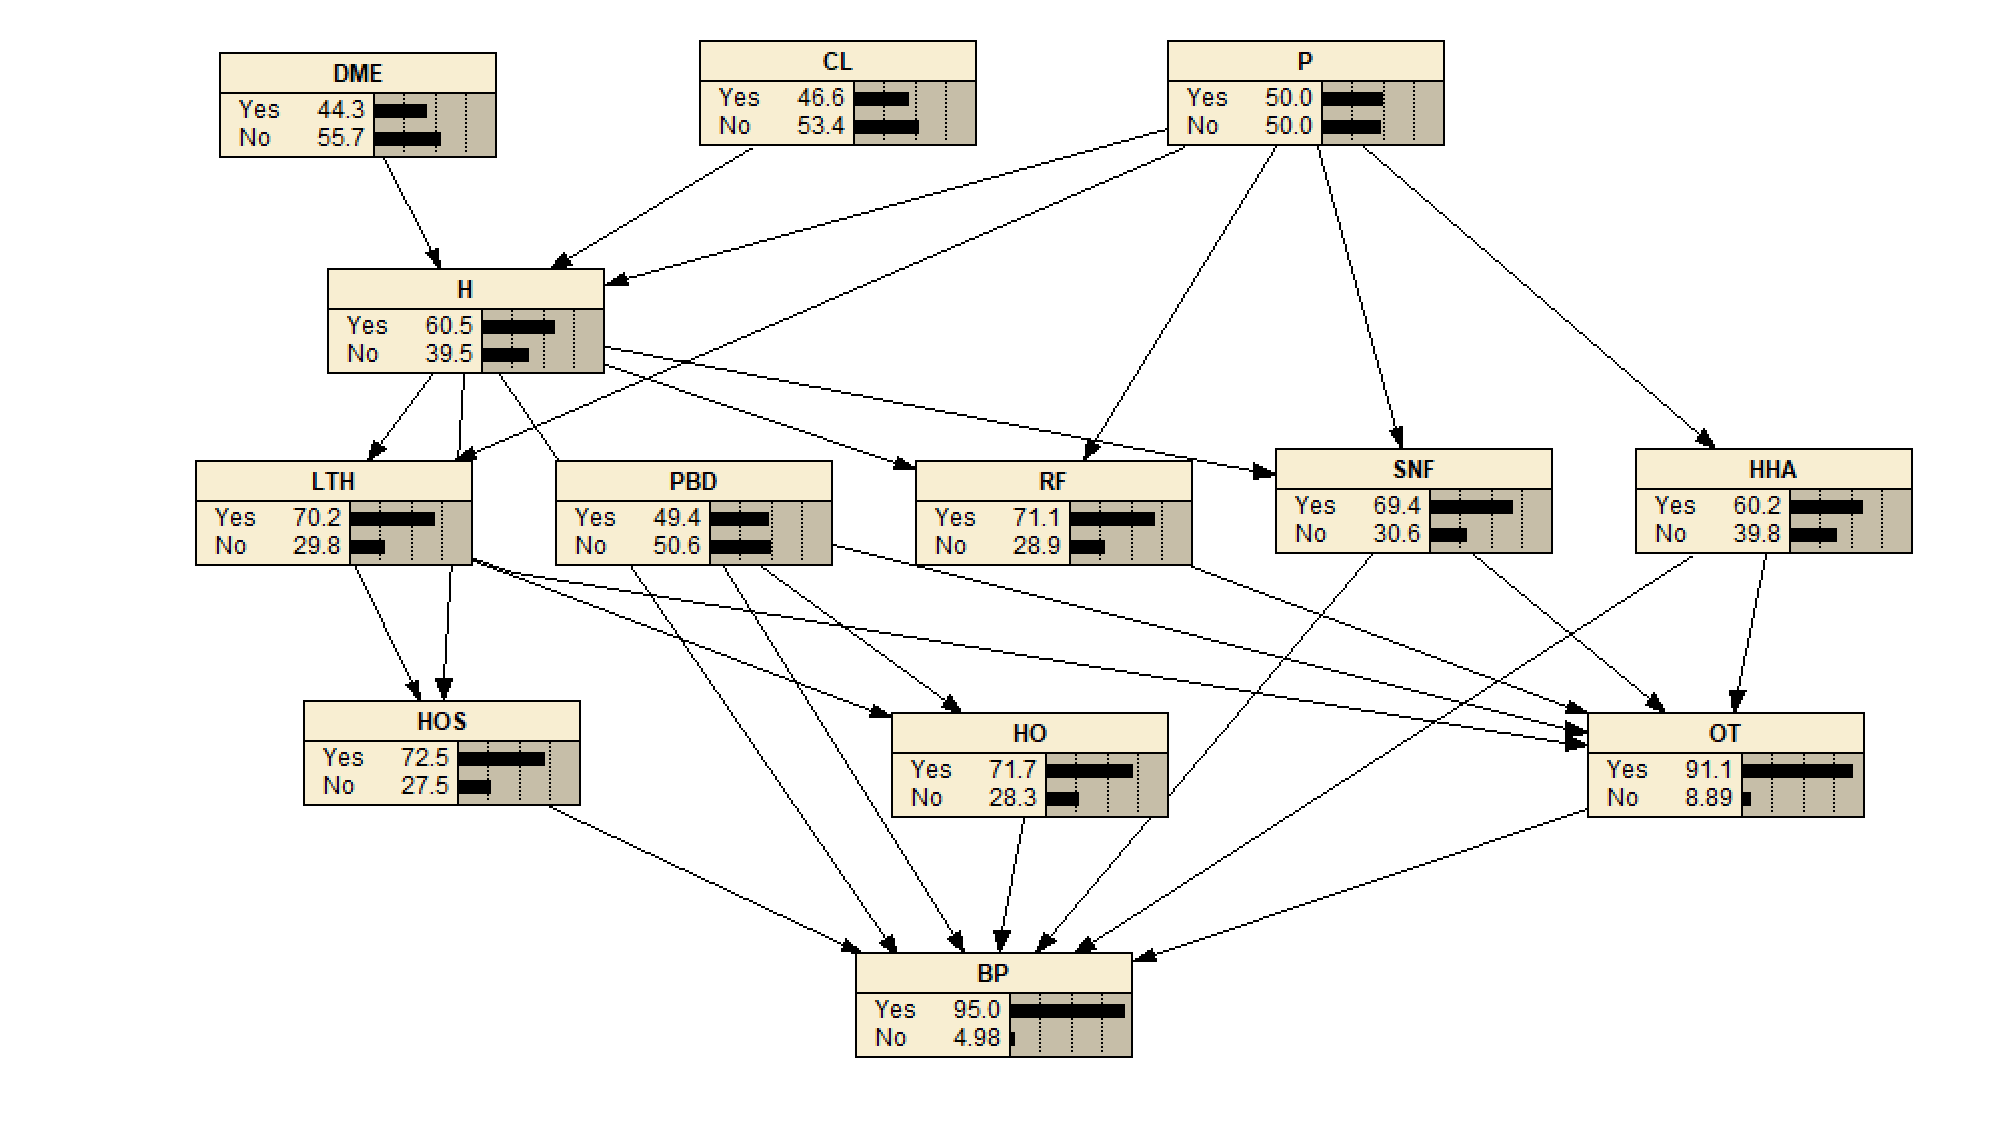 DME
Yes 44.3
No 55.7
CL
Yes 46.6
No 53.4
P
Yes 50.0
No 50.0
H
Yes 60.5
No 39.5
LTH
Yes 70.2
No 29.8
PBD
Yes 49.4
No 50.6
RF
Yes 71.1
No 28.9
SNF
Yes 69.4
No 30.6
HHA
Yes 60.2
No 39.8
HOS
Yes 72.5
No 27.5
HO
Yes 71.7
No 28.3
OT
Yes 91.1
No 8.89
BP
Yes 95.0
No 4.98